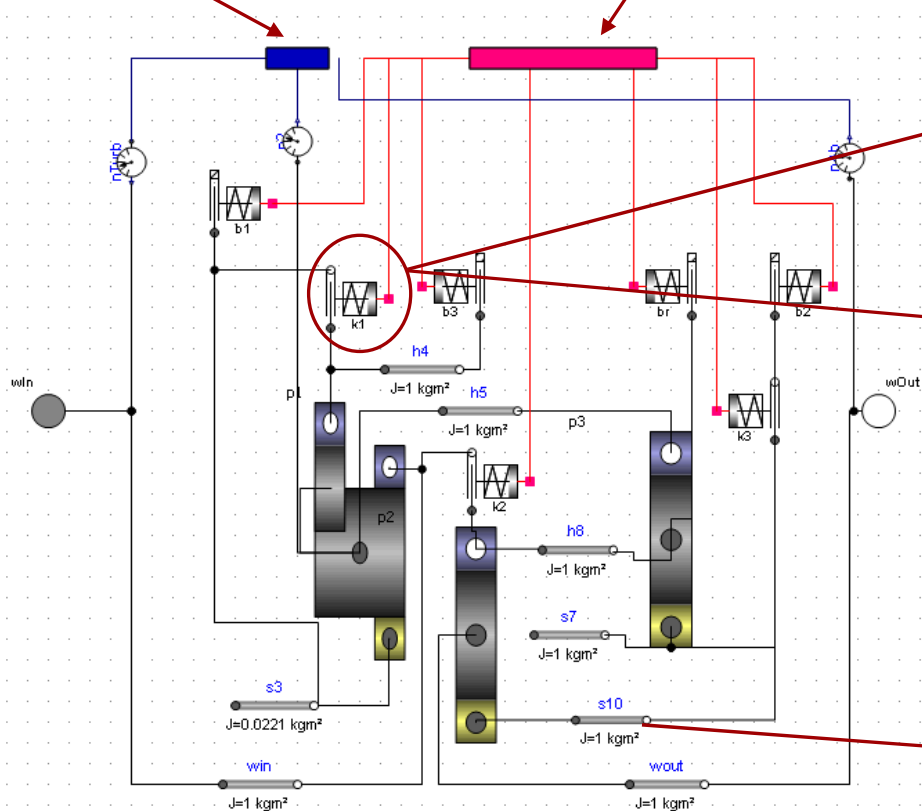 nTurb
p2
b1
k1
b3
br
b2
h4
J=1 kgm²
p1
h5
J=1 kgm²
p3
wIn
wOut
k3
k2
p2
h8
J=1 kgm²
s7
J=1 kgm²
s3
J=0.0221 kgm²
s10
J=1 kgm²
win
J=1 kgm²
wout
J=1 kgm²